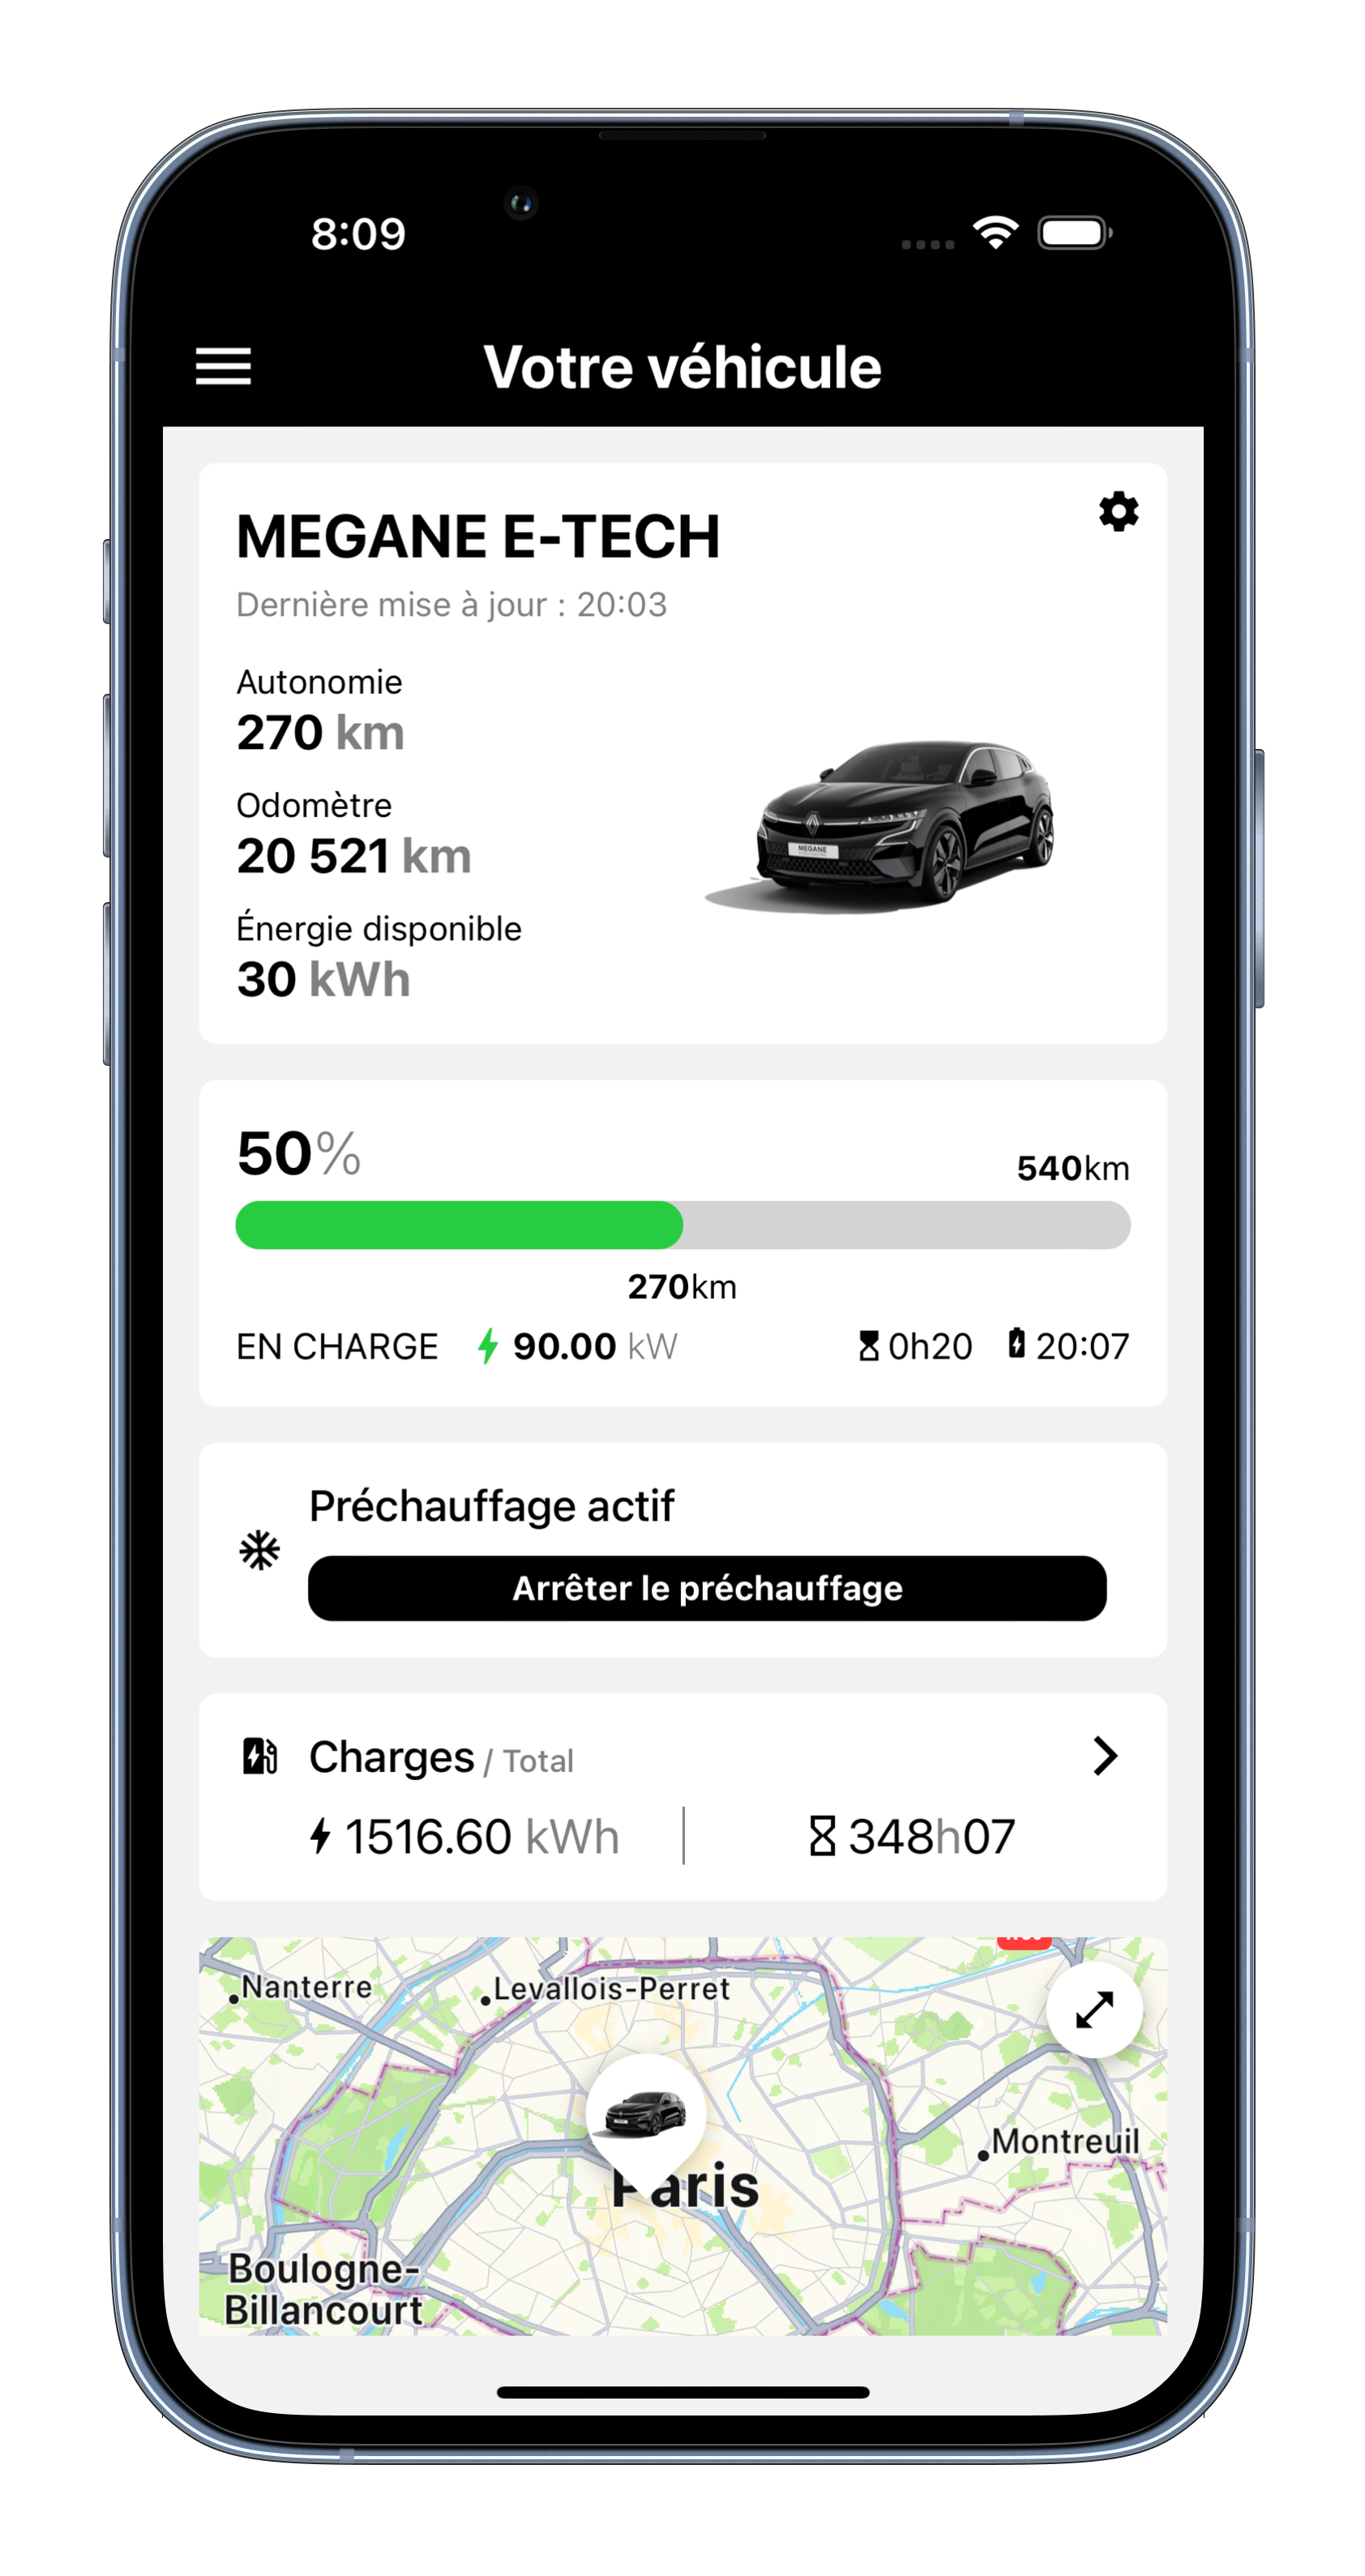 8:09
Votre véhicule
MEGANE E-TECH
Dernière mise à jour : 20:03
Autonomie
270 km
Odomètre
20 521 km
Énergie disponible
30 kWh
MEGANE
50%
540km
270km
EN CHARGE 90.00 kW 0h20 20:07
Préchauffage actif
Arrêter le préchauffage
Charges / Total
1516.60 kWh 348h07
Nanterre
Levallois-Perret
Montreuil
Paris
Boulogne-
Billancourt